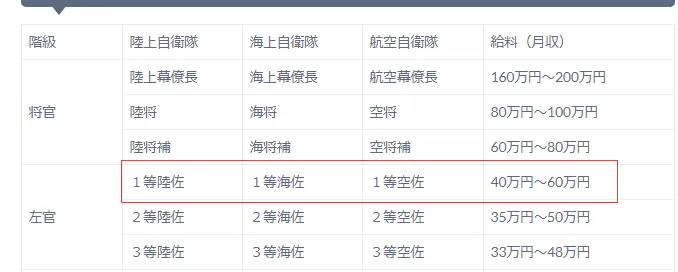 階級 陸上自衛隊 海上自衛隊 航空自衛隊 給料（月収）
陸上幕僚長 海上幕僚長 航空幕僚長 160万円～200万円
将官 陸将 海将 空将 80万円～100万円
陸将補 海将補 空将補 60万円～80万円
１等陸佐 １等海佐 １等空佐 40万円～60万円
左官 ２等陸佐 ２等海佐 ２等空佐 35万円～50万円
３等陸佐 ３等海佐 ３等空佐 33万円～48万円